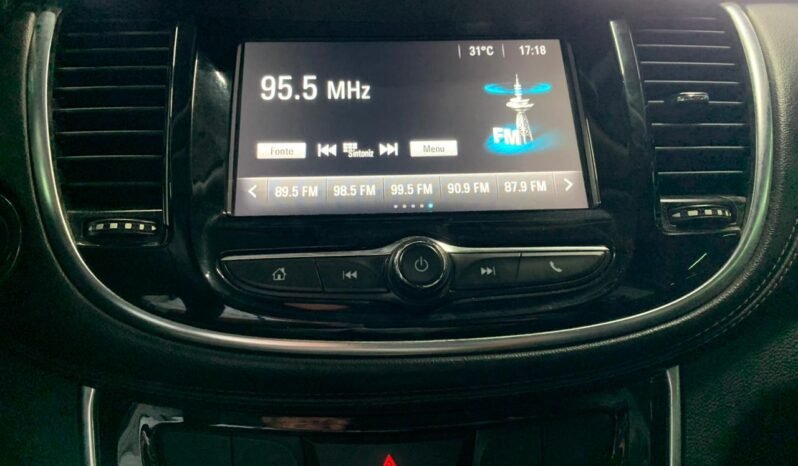 31°C 17:18
95.5 MHz
FM
Fonte Sintoniz Menu
89.5 FM 98.5 FM 99.5 FM 90.9 FM 87.9 FM